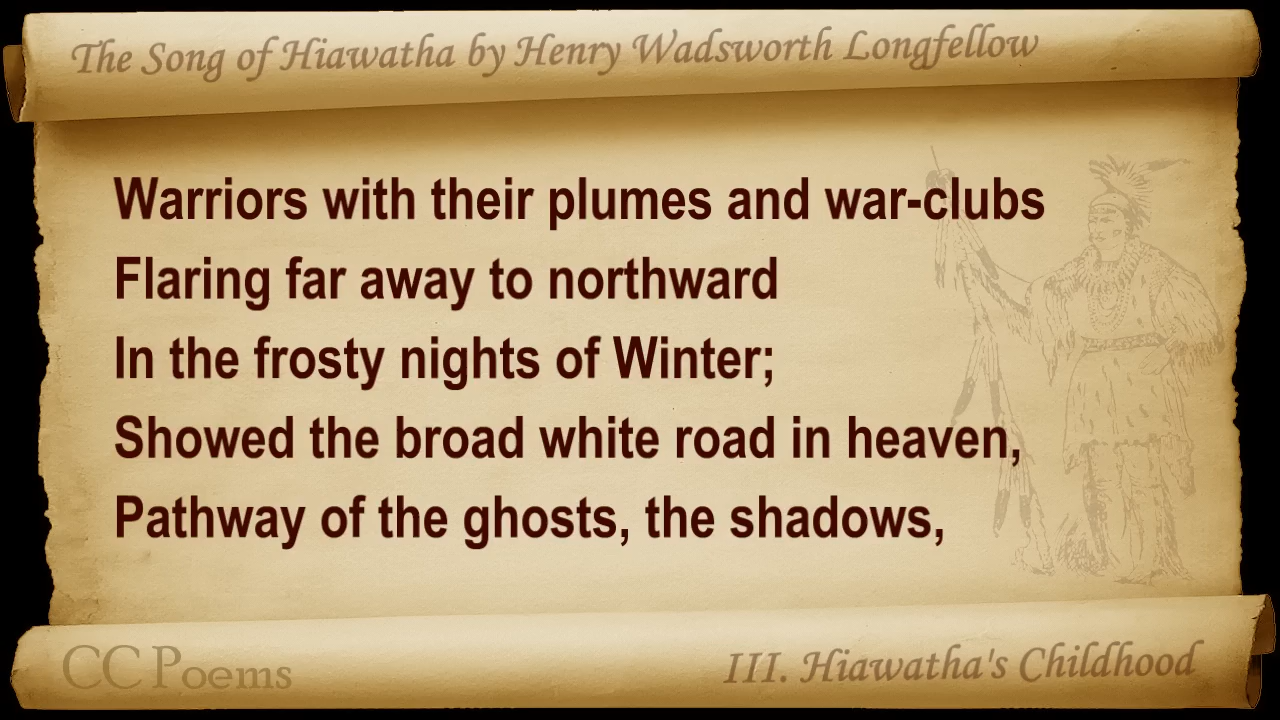 The Song of Hiawatha by Henry Wadsworth Longfellow
Warriors with their plumes and war-clubs
Flaring far away to northward
In the frosty nights of Winter;
Showed the broad white road in heaven,
Pathway of the ghosts, the shadows,
CC Poems
III. Hiawatha's Childhood